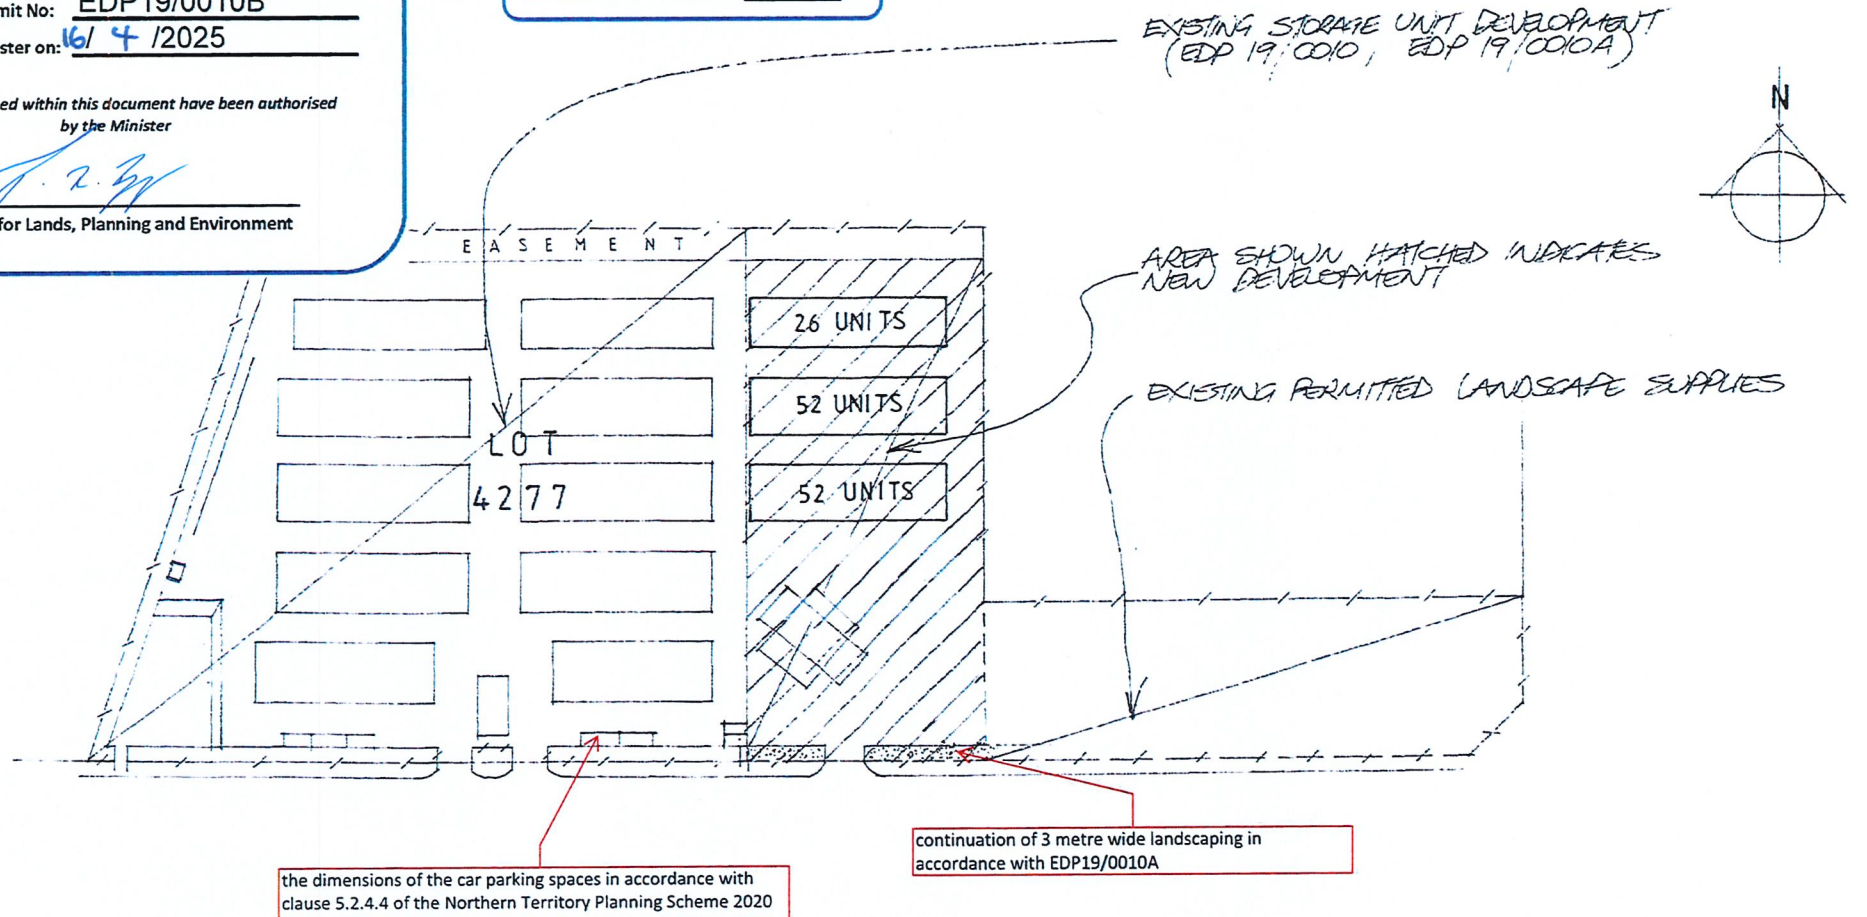 mit No: EDP19/0010B
ster on: 16/ 4 /2025
ed within this document have been authorised
by the Minister
for Lands, Planning and Environment
EXISTING STORAGE UNIT DEVELOPMENT
(EDP 19/0010, EDP 19/0010A)
N
EASEMENT
AREA SHOWN HATCHED INDICATES
NEW DEVELOPMENT
26 UNITS
EXISTING PERMITTED LANDSCAPE SUPPLIES
52 UNITS
LOT
4277
52 UNITS
continuation of 3 metre wide landscaping in
accordance with EDP19/0010A
the dimensions of the car parking spaces in accordance with
clause 5.2.4.4 of the Northern Territory Planning Scheme 2020